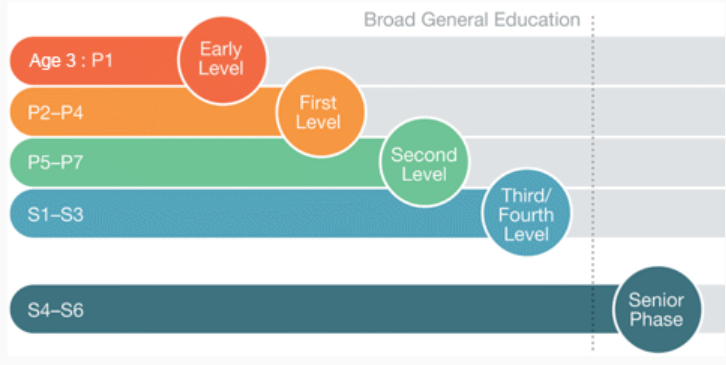 Broad General Education
Age 3 : P1
Early
Level
P2–P4
First
Level
P5–P7
Second
Level
S1–S3
Third/
Fourth
Level
S4–S6
Senior
Phase